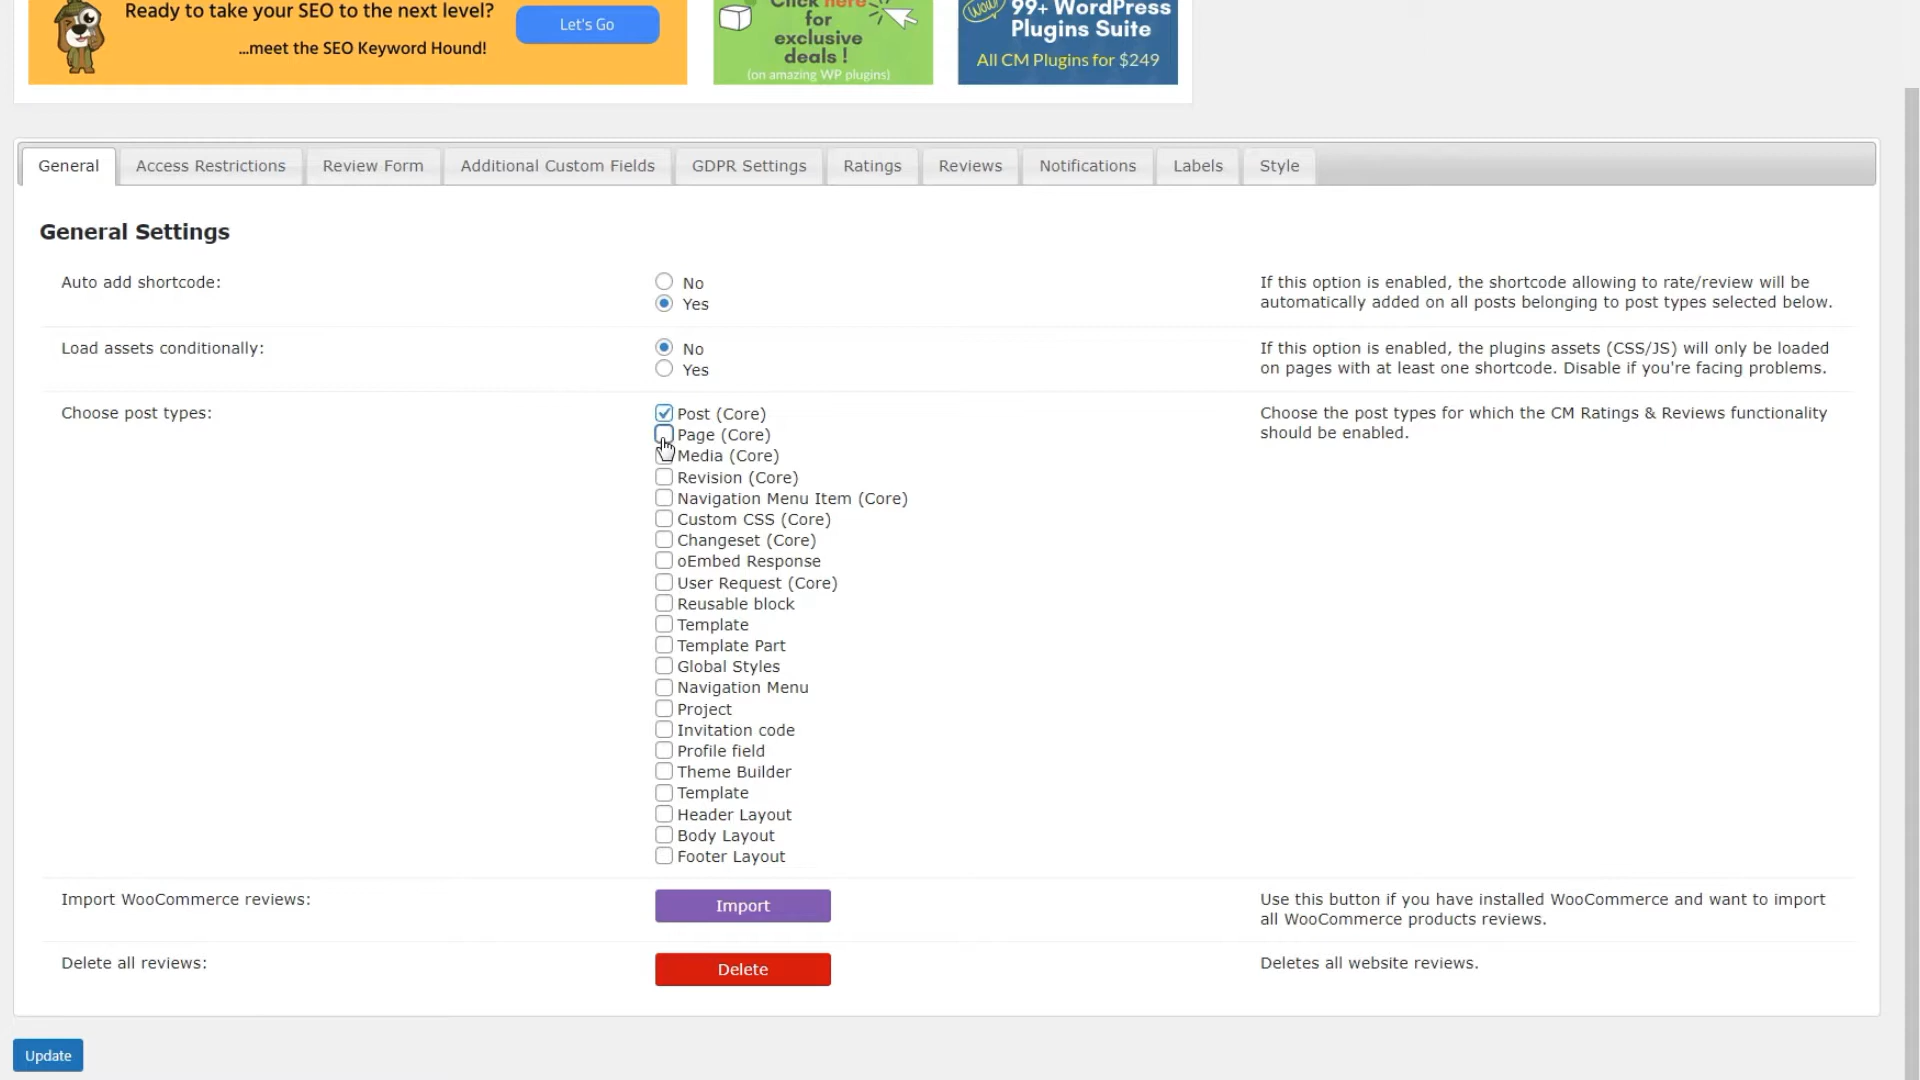 Ready to take your SEO to the next level?
...meet the SEO Keyword Hound!
Let's Go
Click here
for
exclusive
deals !
(on amazing WP plugins)
Wow!
99+ WordPress
Plugins Suite
All CM Plugins for $249
General
Access Restrictions
Review Form
Additional Custom Fields
GDPR Settings
Ratings
Reviews
Notifications
Labels
Style
General Settings
Auto add shortcode:
No
Yes
If this option is enabled, the shortcode allowing to rate/review will be
automatically added on all posts belonging to post types selected below.
Load assets conditionally:
No
Yes
If this option is enabled, the plugins assets (CSS/JS) will only be loaded
on pages with at least one shortcode. Disable if you're facing problems.
Choose post types:
Post (Core)
Page (Core)
Media (Core)
Revision (Core)
Navigation Menu Item (Core)
Custom CSS (Core)
Changeset (Core)
oEmbed Response
User Request (Core)
Reusable block
Template
Template Part
Global Styles
Navigation Menu
Project
Invitation code
Profile field
Theme Builder
Template
Header Layout
Body Layout
Footer Layout
Choose the post types for which the CM Ratings & Reviews functionality
should be enabled.
Import WooCommerce reviews:
Import
Use this button if you have installed WooCommerce and want to import
all WooCommerce products reviews.
Delete all reviews:
Delete
Deletes all website reviews.
Update